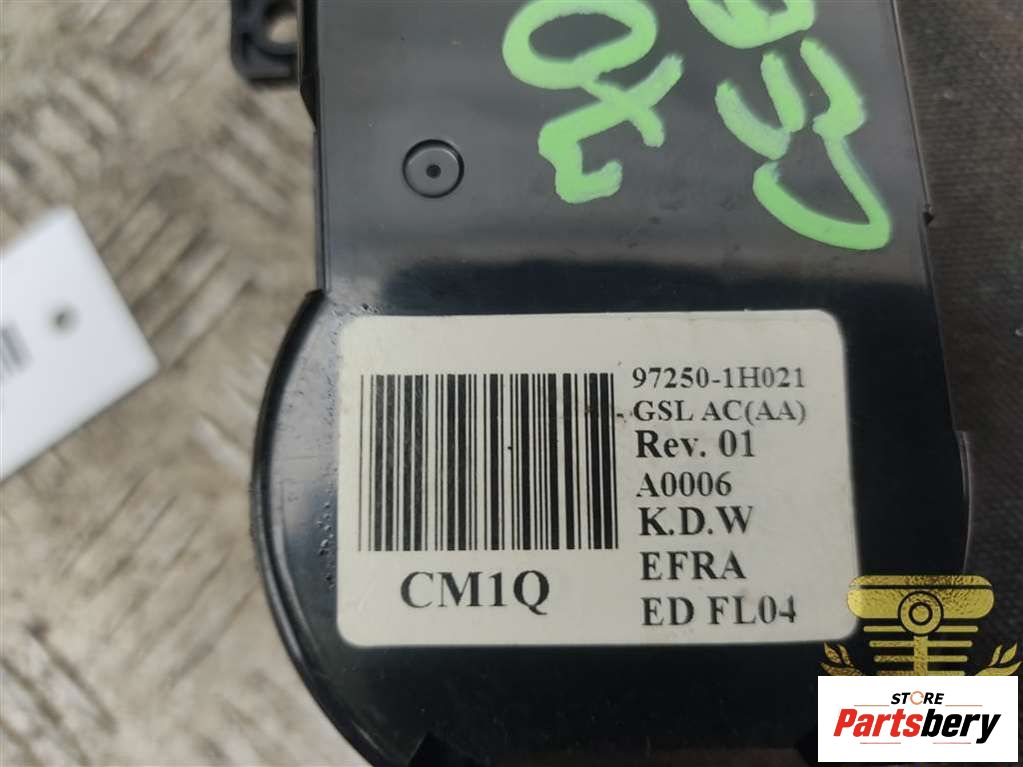 97250-1H021
GSL AC(AA)
Rev. 01
A0006
K.D.W
EFRA
ED FL04
CM1Q
STORE
Partsbery